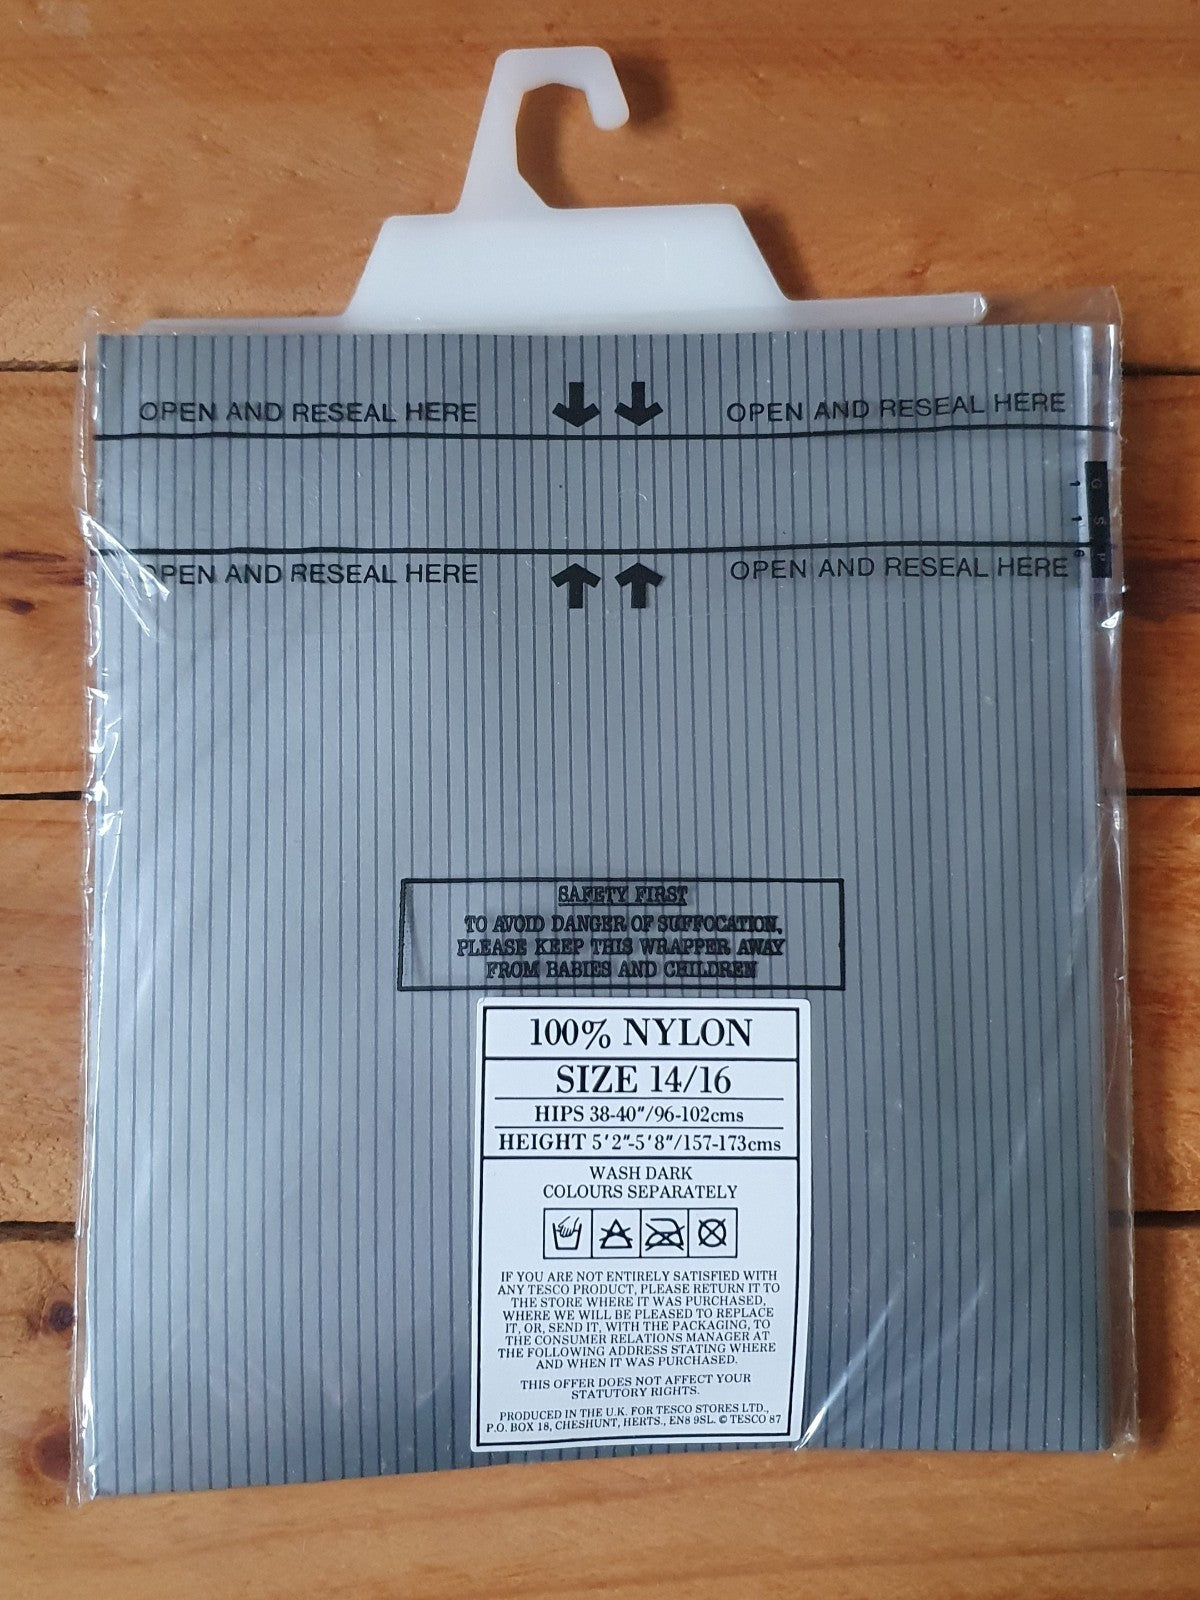 OPEN AND RESEAL HERE OPEN AND RESEAL HERE
G S P
1 1 6
OPEN AND RESEAL HERE OPEN AND RESEAL HERE
SAFETY FIRST
TO AVOID DANGER OF SUFFOCATION,
PLEASE KEEP THIS WRAPPER AWAY
FROM BABIES AND CHILDREN
100% NYLON
SIZE 14/16
HIPS 38-40"/96-102cms
HEIGHT 5'2"-5'8"/157-173cms
WASH DARK
COLOURS SEPARATELY
IF YOU ARE NOT ENTIRELY SATISFIED WITH
ANY TESCO PRODUCT, PLEASE RETURN IT TO
THE STORE WHERE IT WAS PURCHASED,
WHERE WE WILL BE PLEASED TO REPLACE
IT, OR, SEND IT, WITH THE PACKAGING, TO
THE CONSUMER RELATIONS MANAGER AT
THE FOLLOWING ADDRESS STATING WHERE
AND WHEN IT WAS PURCHASED.
THIS OFFER DOES NOT AFFECT YOUR
STATUTORY RIGHTS.
PRODUCED IN THE U.K. FOR TESCO STORES LTD.,
P.O. BOX 18, CHESHUNT, HERTS., EN8 9SL. © TESCO 87